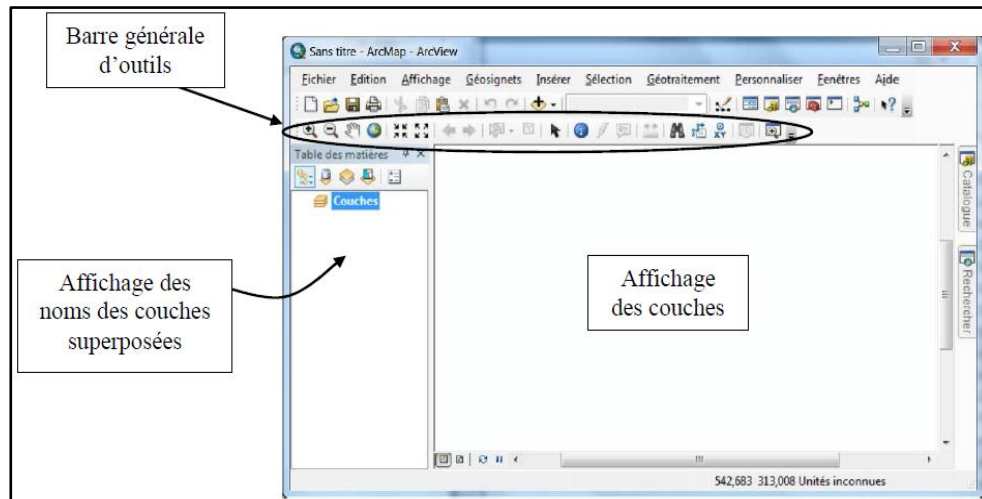 Barre générale
d'outils
Sans titre - ArcMap - ArcView
Fichier Edition Affichage Géosignets Insérer Sélection Géotraitement Personnaliser Fenêtres Aide
Table des matières
Couches
Affichage des
noms des couches
superposées
Affichage
des couches
Catalogue
Rechercher
542,683 313,008 Unités inconnues